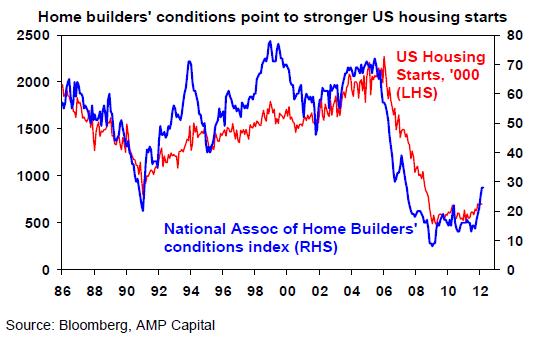 Home builders' conditions point to stronger US housing starts
2500
2000
1500
1000
500
0
80
70
60
50
40
30
20
10
0
US Housing
Starts, '000
(LHS)
National Assoc of Home Builders'
conditions index (RHS)
86 88 90 92 94 96 98 00 02 04 06 08 10 12
Source: Bloomberg, AMP Capital